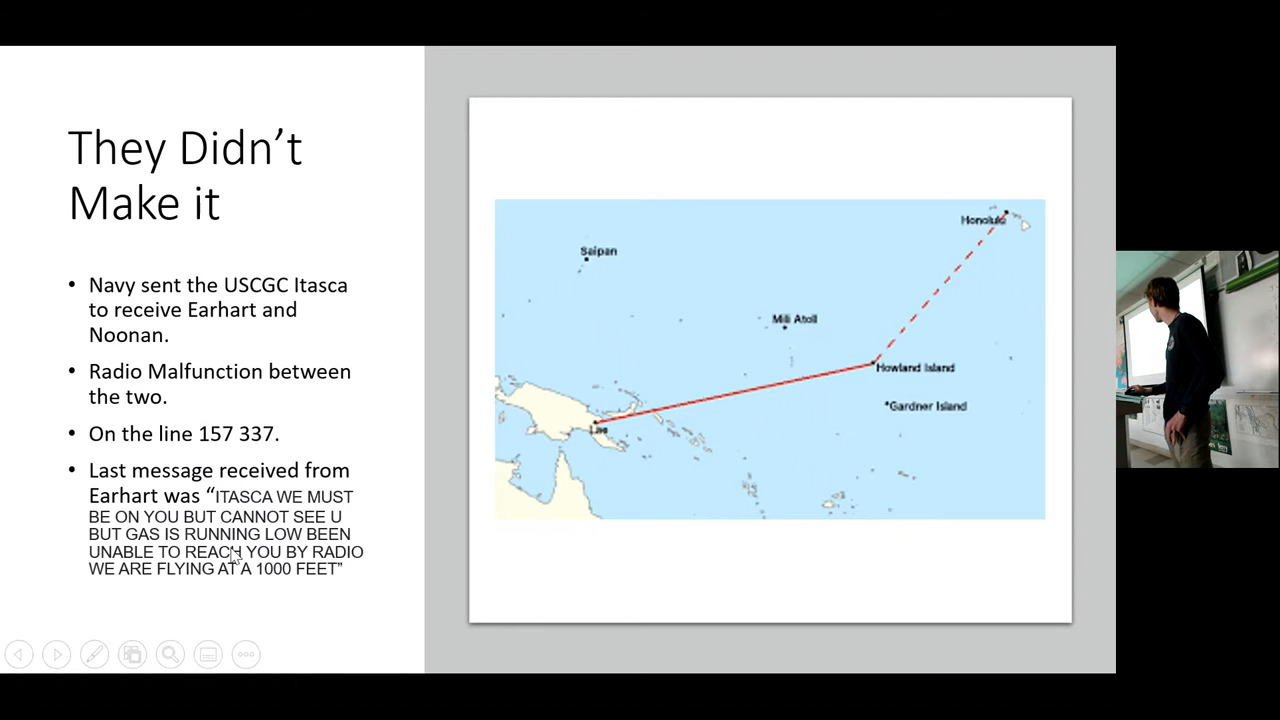 They Didn’t
Make it
• Navy sent the USCGC Itasca
to receive Earhart and
Noonan.
• Radio Malfunction between
the two.
• On the line 157 337.
• Last message received from
Earhart was “ITASCA WE MUST
BE ON YOU BUT CANNOT SEE U
BUT GAS IS RUNNING LOW BEEN
UNABLE TO REACH YOU BY RADIO
WE ARE FLYING AT A 1000 FEET”
Honolulu
Saipan
Mili Atoll
Howland Island
Gardner Island
Lae